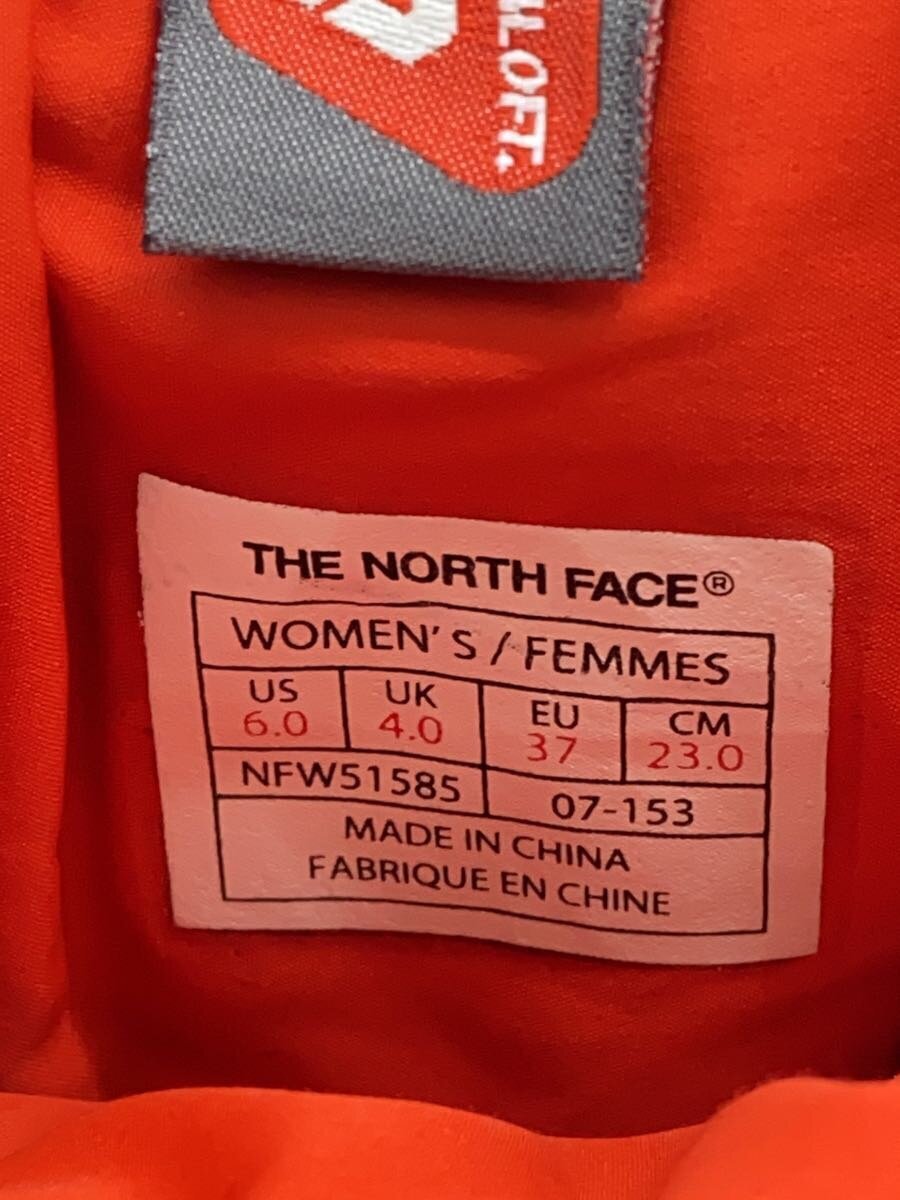 LOFT.
THE NORTH FACE®
WOMEN'S / FEMMES
US UK EU CM
6.0 4.0 37 23.0
NFW51585 07-153
MADE IN CHINA
FABRIQUE EN CHINE